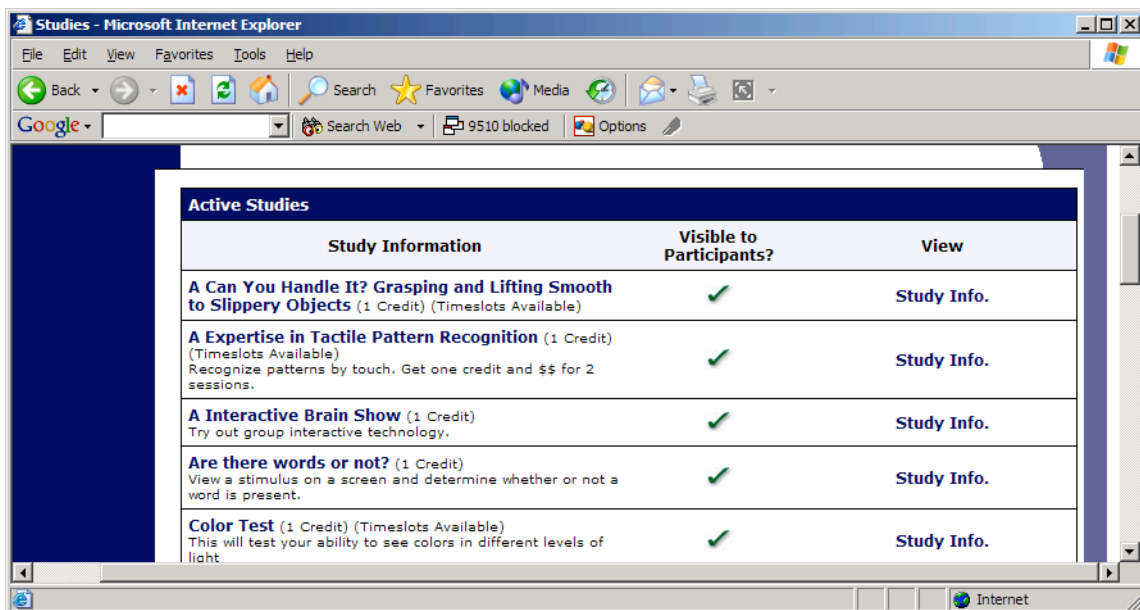 Studies - Microsoft Internet Explorer
File Edit View Favorites Tools Help
Back Search Favorites Media
Google Search Web 9510 blocked Options
Active Studies
Study Information Visible to Participants? View
A Can You Handle It? Grasping and Lifting Smooth
to Slippery Objects (1 Credit) (Timeslots Available)
Study Info.
A Expertise in Tactile Pattern Recognition (1 Credit)
(Timeslots Available)
Recognize patterns by touch. Get one credit and $$ for 2
sessions.
Study Info.
A Interactive Brain Show (1 Credit)
Try out group interactive technology.
Study Info.
Are there words or not? (1 Credit)
View a stimulus on a screen and determine whether or not a
word is present.
Study Info.
Color Test (1 Credit) (Timeslots Available)
This will test your ability to see colors in different levels of
light
Study Info.
Internet